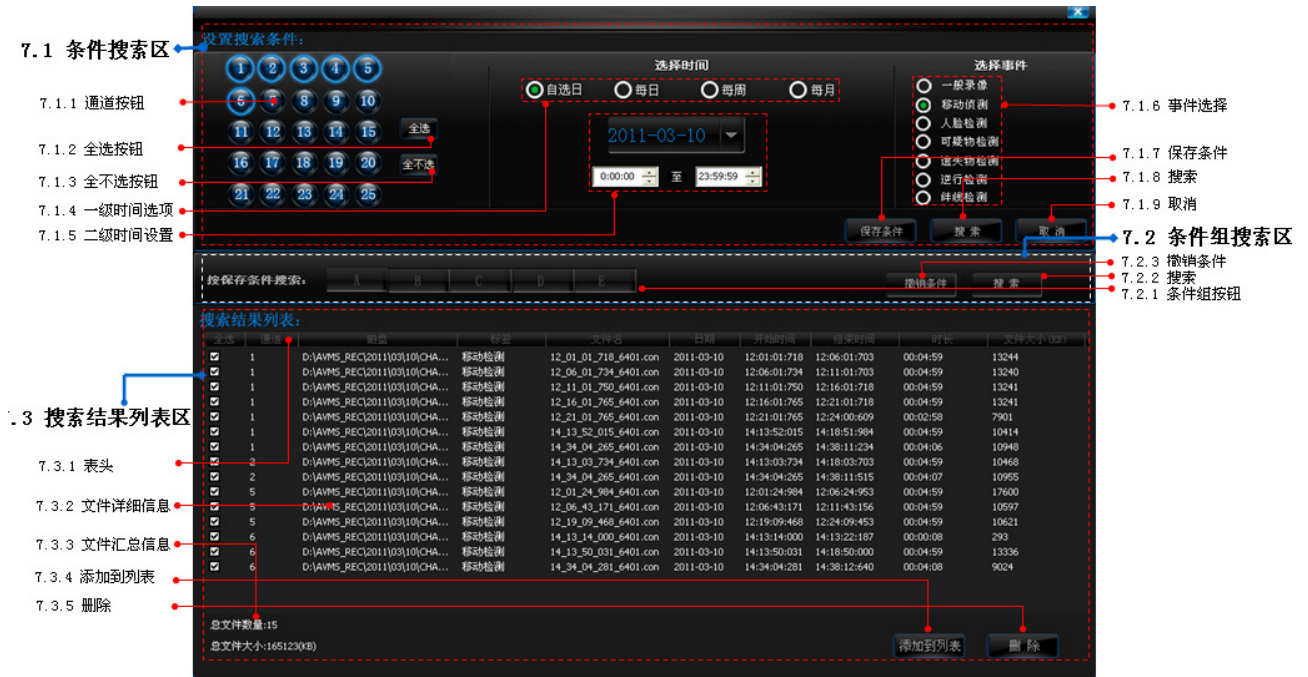 设置搜索条件:
7.1 条件搜索区
7.1.1 通道按钮
7.1.2 全选按钮
7.1.3 全不选按钮
7.1.4 一级时间选项
7.1.5 二级时间设置
1 2 3 4 5
6 7 8 9 10
11 12 13 14 15
16 17 18 19 20
21 22 23 24 25
全选
全不选
选择时间
自选日 每日 每周 每月
2011-03-10
0:00:00 至 23:59:59
选择事件
一般录像
移动侦测
人脸检测
可疑物检测
遗失物检测
逆行检测
绊线检测
保存条件 搜 索 取 消
7.1.6 事件选择
7.1.7 保存条件
7.1.8 搜索
7.1.9 取消
7.2 条件组搜索区
7.2.3 撤销条件
7.2.2 搜索
7.2.1 条件组按钮
按保存条件搜索: A B C D E 撤销条件 搜 索
搜索结果列表:
全选 通道 磁盘 标签 文件名 日期 开始时间 结束时间 时长 文件大小(KB)
1 D:\AVMS_REC\2011\03\10\CHA... 移动检测 12_01_01_718_6401.con 2011-03-10 12:01:01:718 12:06:01:703 00:04:59 13244
1 D:\AVMS_REC\2011\03\10\CHA... 移动检测 12_06_01_734_6401.con 2011-03-10 12:06:01:734 12:11:01:703 00:04:59 13240
1 D:\AVMS_REC\2011\03\10\CHA... 移动检测 12_11_01_750_6401.con 2011-03-10 12:11:01:750 12:16:01:718 00:04:59 13241
1 D:\AVMS_REC\2011\03\10\CHA... 移动检测 12_16_01_765_6401.con 2011-03-10 12:16:01:765 12:21:01:718 00:04:59 13241
1 D:\AVMS_REC\2011\03\10\CHA... 移动检测 12_21_01_765_6401.con 2011-03-10 12:21:01:765 12:24:00:609 00:02:58 7901
1 D:\AVMS_REC\2011\03\10\CHA... 移动检测 14_13_52_015_6401.con 2011-03-10 14:13:52:015 14:18:51:984 00:04:59 10414
1 D:\AVMS_REC\2011\03\10\CHA... 移动检测 14_34_04_265_6401.con 2011-03-10 14:34:04:265 14:38:11:234 00:04:06 10948
2 D:\AVMS_REC\2011\03\10\CHA... 移动检测 14_13_03_734_6401.con 2011-03-10 14:13:03:734 14:18:03:703 00:04:59 10468
2 D:\AVMS_REC\2011\03\10\CHA... 移动检测 14_34_04_265_6401.con 2011-03-10 14:34:04:265 14:38:11:515 00:04:07 10955
5 D:\AVMS_REC\2011\03\10\CHA... 移动检测 12_01_24_984_6401.con 2011-03-10 12:01:24:984 12:06:24:953 00:04:59 17600
5 D:\AVMS_REC\2011\03\10\CHA... 移动检测 12_06_43_171_6401.con 2011-03-10 12:06:43:171 12:11:43:156 00:04:59 10597
5 D:\AVMS_REC\2011\03\10\CHA... 移动检测 12_19_09_468_6401.con 2011-03-10 12:19:09:468 12:24:09:453 00:04:59 10621
6 D:\AVMS_REC\2011\03\10\CHA... 移动检测 14_13_14_000_6401.con 2011-03-10 14:13:14:000 14:13:22:187 00:00:08 293
6 D:\AVMS_REC\2011\03\10\CHA... 移动检测 14_13_50_031_6401.con 2011-03-10 14:13:50:031 14:18:50:000 00:04:59 13336
6 D:\AVMS_REC\2011\03\10\CHA... 移动检测 14_34_04_281_6401.con 2011-03-10 14:34:04:281 14:38:12:640 00:04:08 9024
总文件数量:15
总文件大小:165123(KB)
添加到列表 删 除
.3 搜索结果列表区
7.3.1 表头
7.3.2 文件详细信息
7.3.3 文件汇总信息
7.3.4 添加到列表
7.3.5 删除